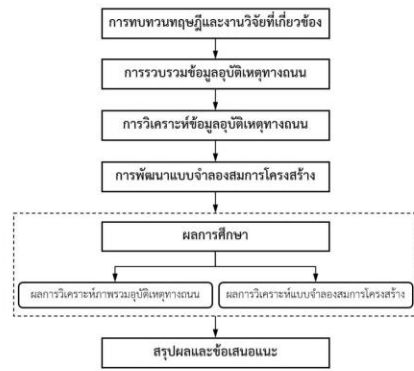 การทบทวนทฤษฎีและงานวิจัยที่เกี่ยวข้อง
การรวบรวมข้อมูลอุบัติเหตุทางถนน
การวิเคราะห์ข้อมูลอุบัติเหตุทางถนน
การพัฒนาแบบจำลองสมการโครงสร้าง
ผลการศึกษา
ผลการวิเคราะห์ภาพรวมอุบัติเหตุทางถนน
ผลการวิเคราะห์แบบจำลองสมการโครงสร้าง
สรุปผลและข้อเสนอแนะ